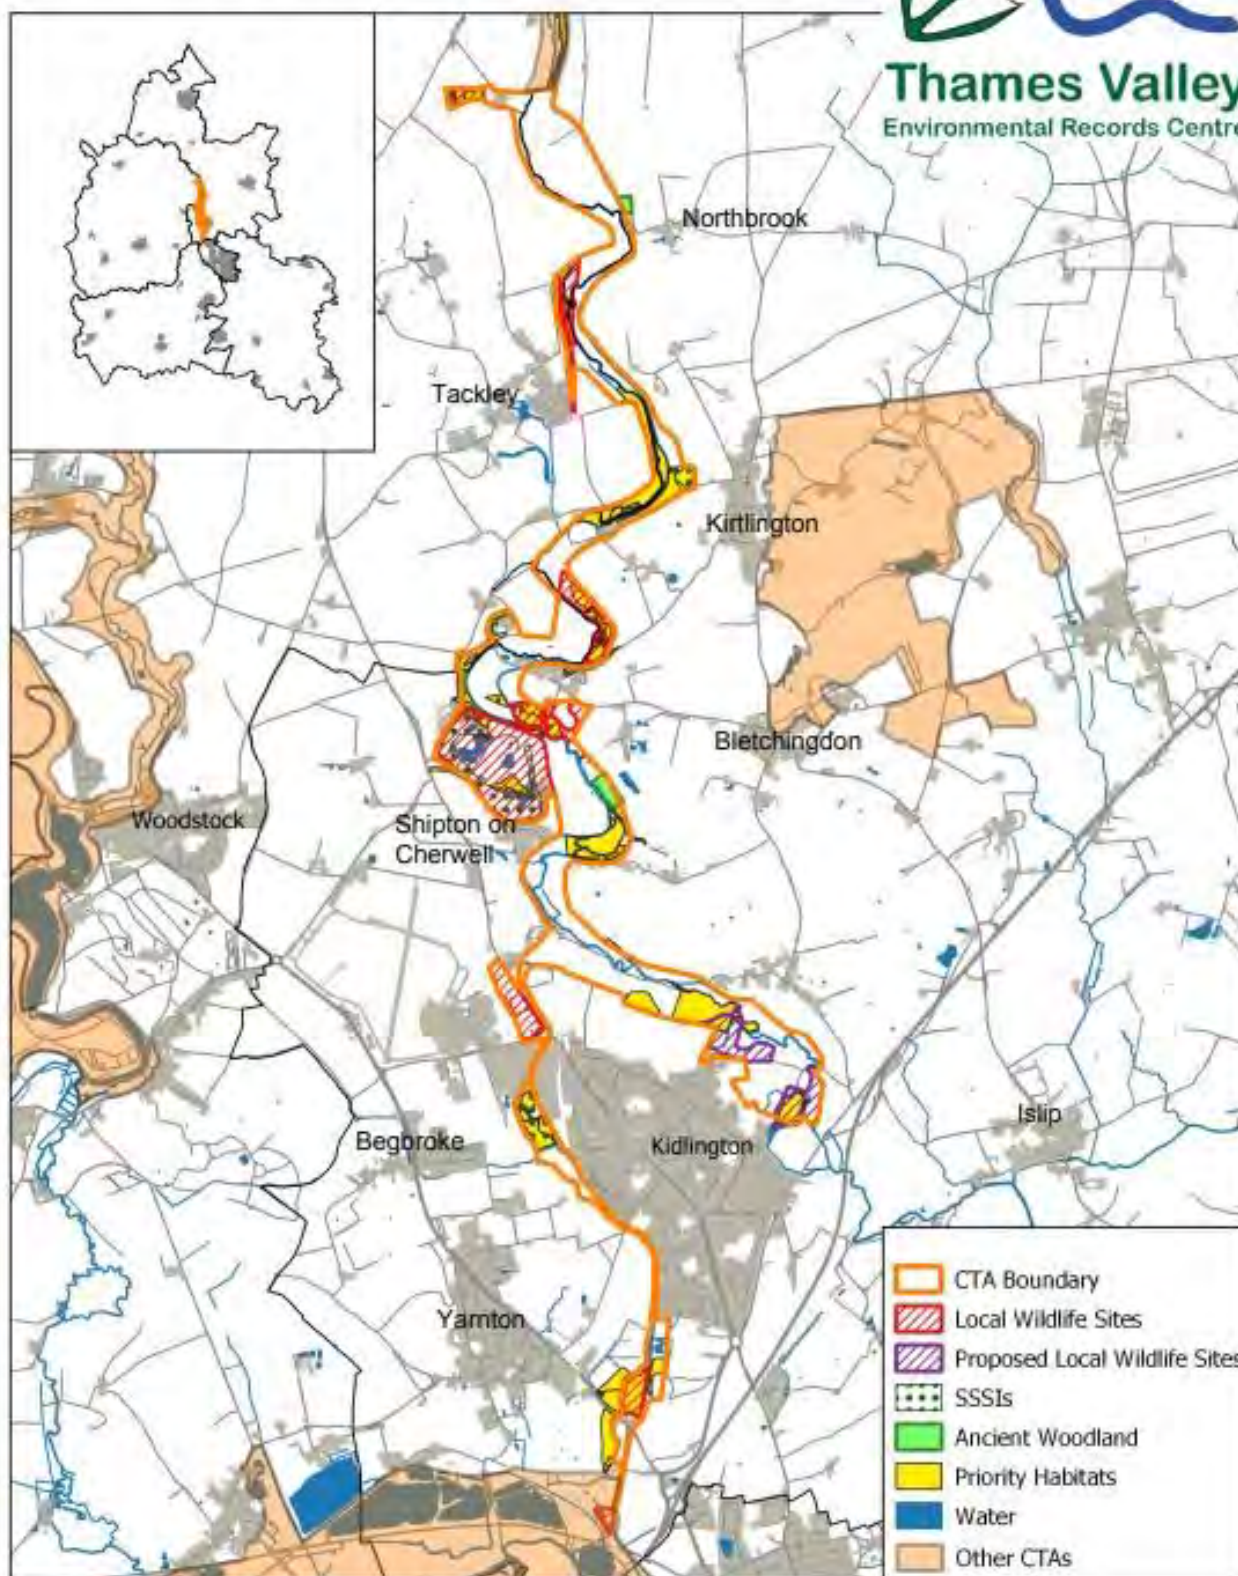 Thames Valley
Environmental Records Centre
Northbrook
Tackley
Kirtlington
Bletchingdon
Woodstock
Shipton on
Cherwell
Begbroke
Kidlington
Islip
Yarnton
CTA Boundary
Local Wildlife Sites
Proposed Local Wildlife Sites
SSSIs
Ancient Woodland
Priority Habitats
Water
Other CTAs